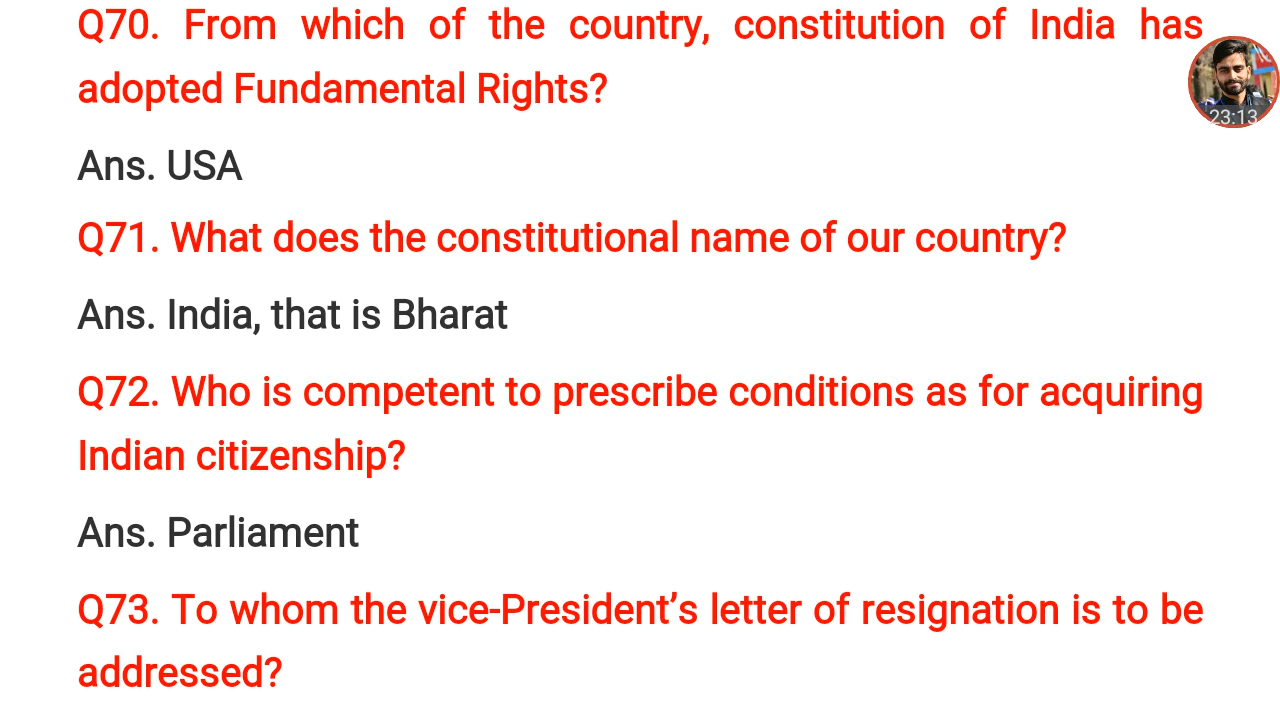 Q70. From which of the country, constitution of India has
adopted Fundamental Rights?
23:13
Ans. USA
Q71. What does the constitutional name of our country?
Ans. India, that is Bharat
Q72. Who is competent to prescribe conditions as for acquiring
Indian citizenship?
Ans. Parliament
Q73. To whom the vice-President’s letter of resignation is to be
addressed?